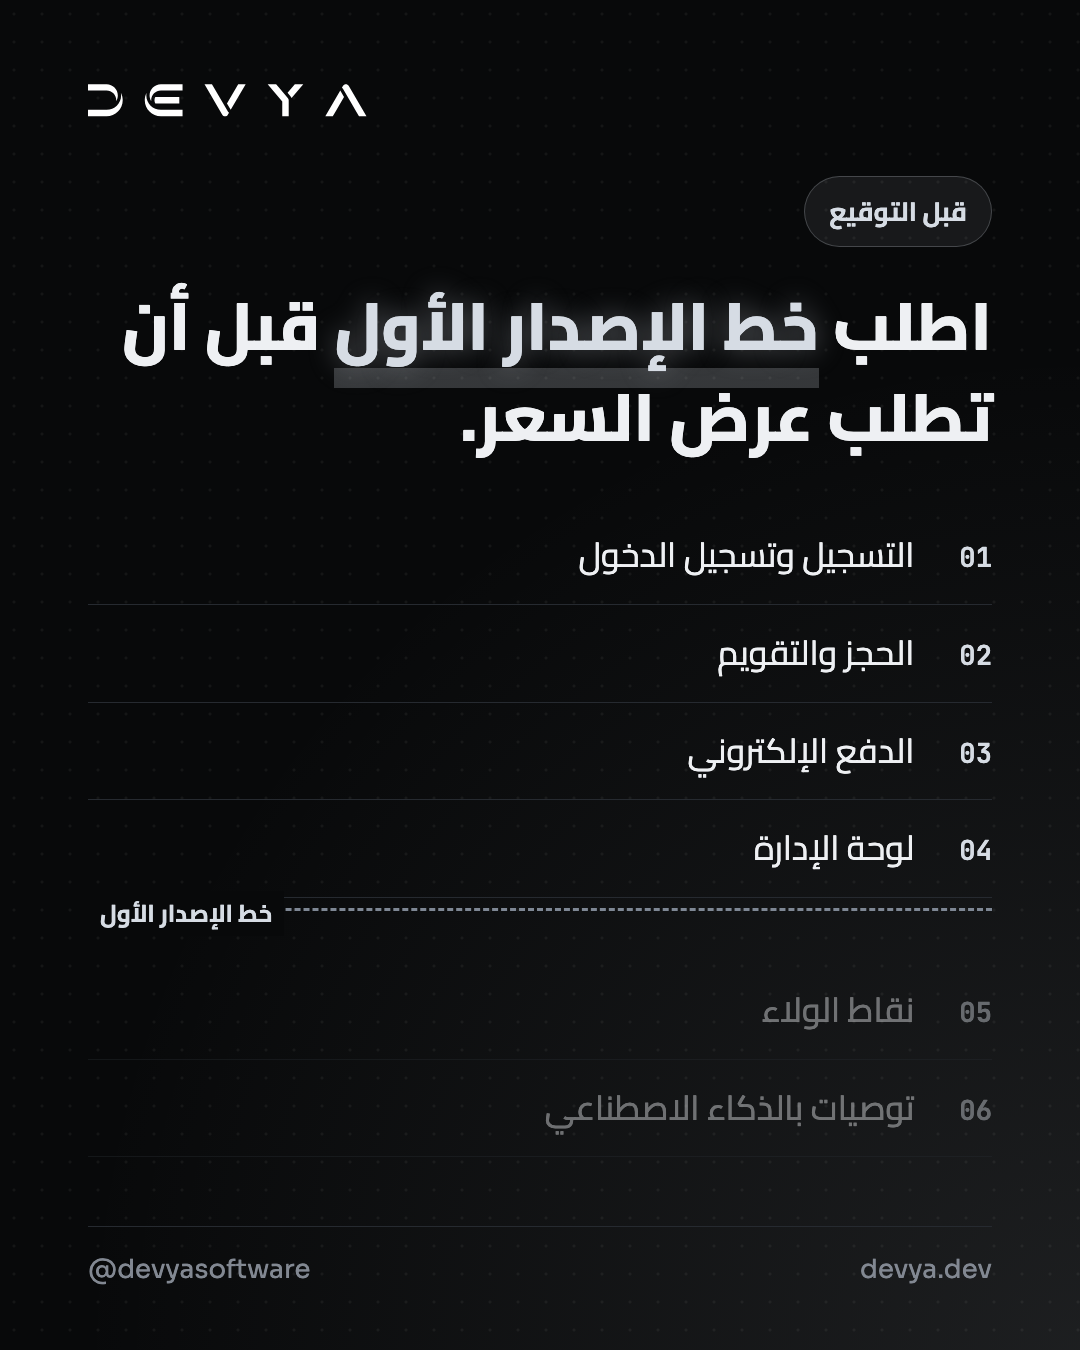 DEVYA
قبل التوقيع
اطلب خط الإصدار الأول قبل أن
تطلب عرض السعر.
01 التسجيل وتسجيل الدخول
02 الحجز والتقويم
03 الدفع الإلكتروني
04 لوحة الإدارة
خط الإصدار الأول
05 نقاط الولاء
06 توصيات بالذكاء الاصطناعي
@devyasoftware devya.dev